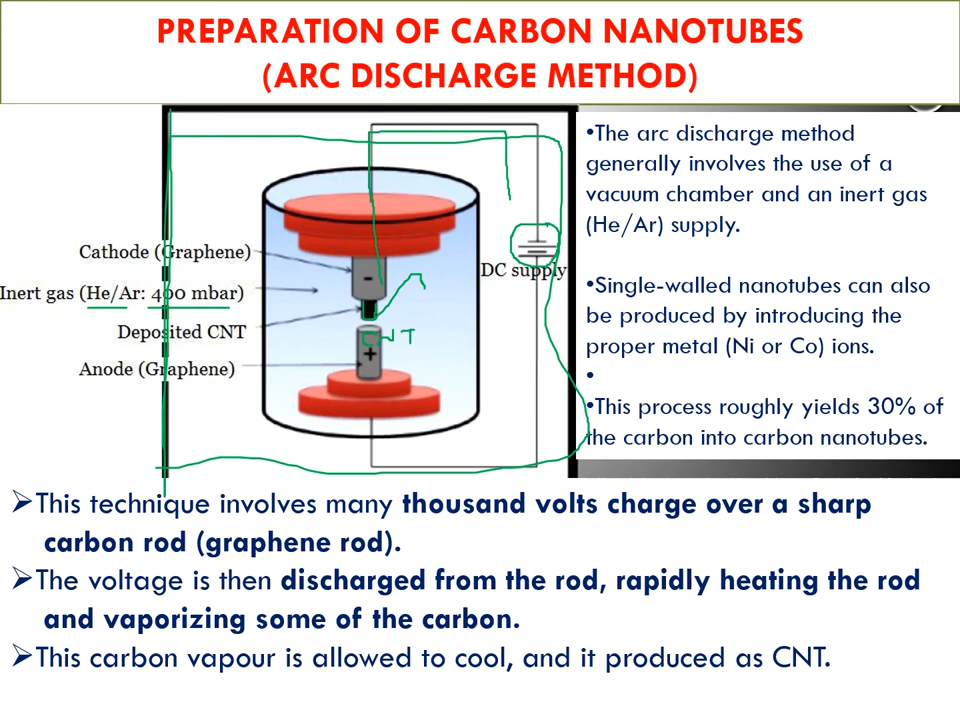 PREPARATION OF CARBON NANOTUBES
(ARC DISCHARGE METHOD)
Cathode (Graphene)
Inert gas (He/Ar: 400 mbar)
Deposited CNT
Anode (Graphene)
-
CNT
+
DC supply
•The arc discharge method
generally involves the use of a
vacuum chamber and an inert gas
(He/Ar) supply.
•Single-walled nanotubes can also
be produced by introducing the
proper metal (Ni or Co) ions.
•
•This process roughly yields 30% of
the carbon into carbon nanotubes.
➢This technique involves many thousand volts charge over a sharp
carbon rod (graphene rod).
➢The voltage is then discharged from the rod, rapidly heating the rod
and vaporizing some of the carbon.
➢This carbon vapour is allowed to cool, and it produced as CNT.